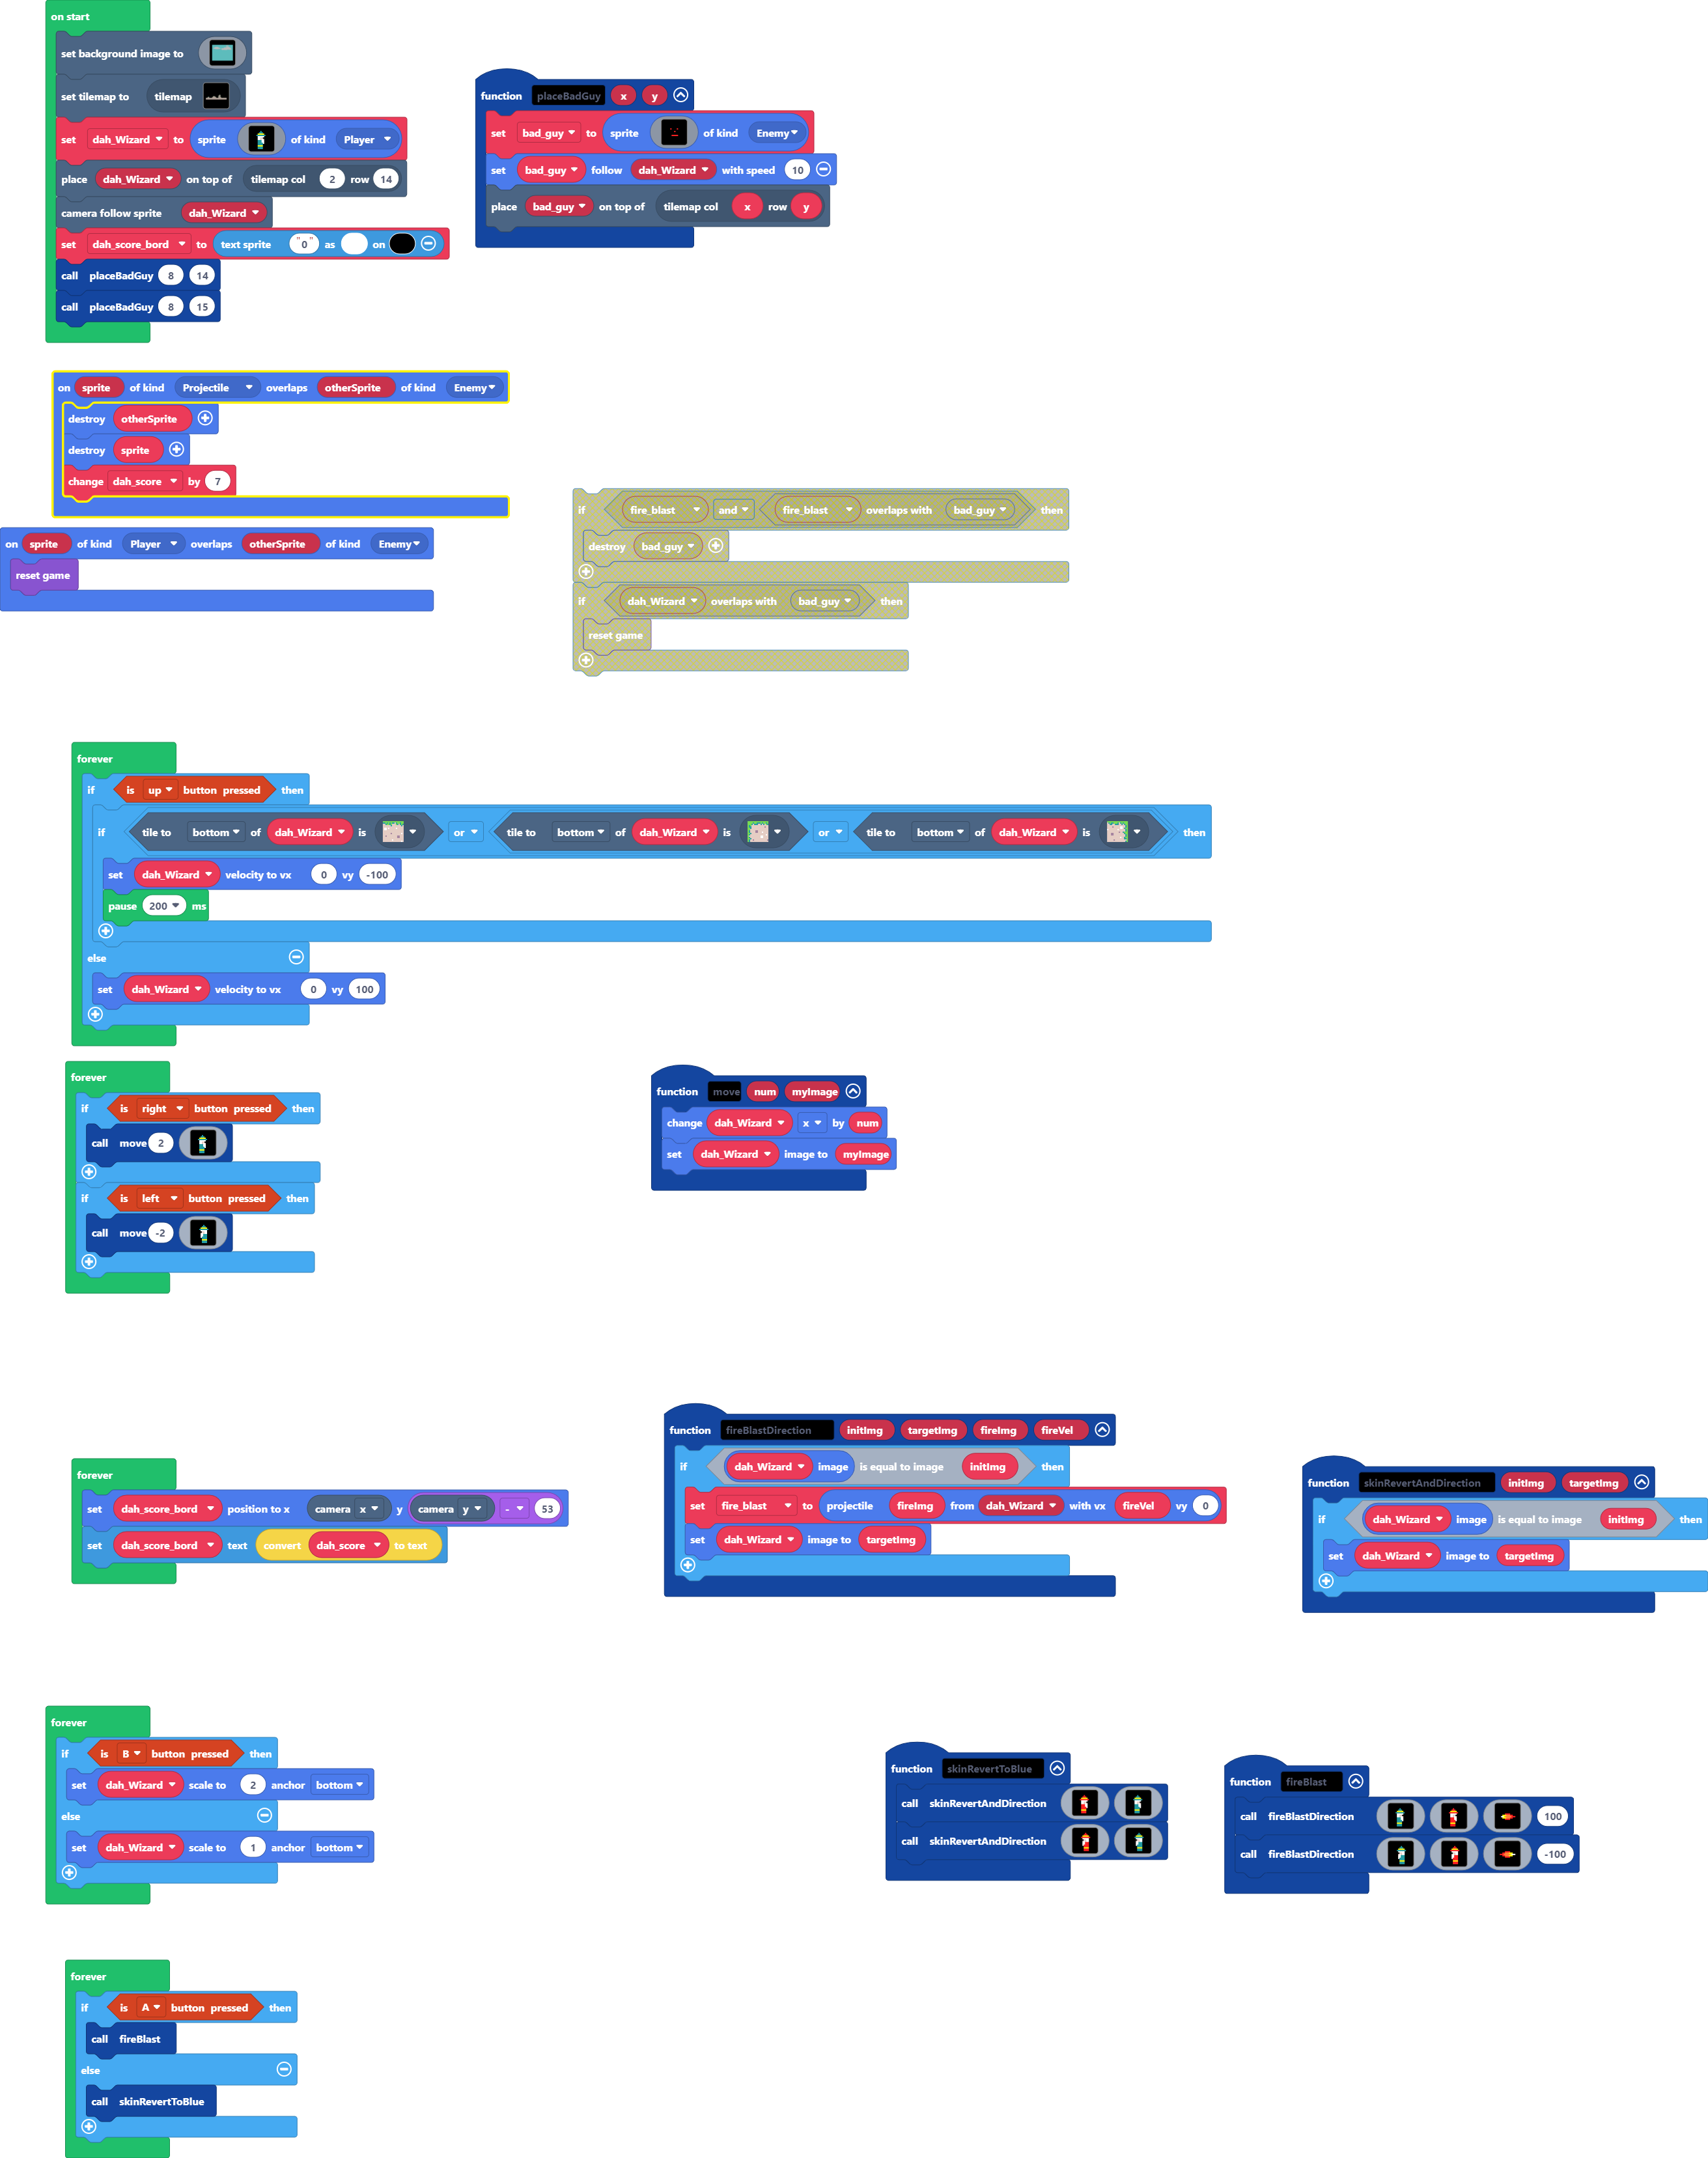 on start
set background image to
set tilemap to tilemap
set dah_Wizard to sprite of kind Player
place dah_Wizard on top of tilemap col 2 row 14
camera follow sprite dah_Wizard
set dah_score_bord to text sprite "0" as on
call placeBadGuy 8 14
call placeBadGuy 8 15
function placeBadGuy x y
set bad_guy to sprite of kind Enemy
set bad_guy follow dah_Wizard with speed 10
place bad_guy on top of tilemap col x row y
on sprite of kind Projectile overlaps otherSprite of kind Enemy
destroy otherSprite
destroy sprite
change dah_score by 7
on sprite of kind Player overlaps otherSprite of kind Enemy
reset game
if fire_blast and fire_blast overlaps with bad_guy then
destroy bad_guy
if dah_Wizard overlaps with bad_guy then
reset game
forever
if is up button pressed then
if tile to bottom of dah_Wizard is or tile to bottom of dah_Wizard is or tile to bottom of dah_Wizard is then
set dah_Wizard velocity to vx 0 vy -100
pause 200 ms
else
set dah_Wizard velocity to vx 0 vy 100
forever
if is right button pressed then
call move 2
if is left button pressed then
call move -2
function move num myImage
change dah_Wizard x by num
set dah_Wizard image to myImage
forever
set dah_score_bord position to x camera x y camera y - 53
set dah_score_bord text convert dah_score to text
function fireBlastDirection initImg targetImg fireImg fireVel
if dah_Wizard image is equal to image initImg then
set fire_blast to projectile fireImg from dah_Wizard with vx fireVel vy 0
set dah_Wizard image to targetImg
function skinRevertAndDirection initImg targetImg
if dah_Wizard image is equal to image initImg then
set dah_Wizard image to targetImg
forever
if is B button pressed then
set dah_Wizard scale to 2 anchor bottom
else
set dah_Wizard scale to 1 anchor bottom
function skinRevertToBlue
call skinRevertAndDirection
call skinRevertAndDirection
function fireBlast
call fireBlastDirection 100
call fireBlastDirection -100
forever
if is A button pressed then
call fireBlast
else
call skinRevertToBlue